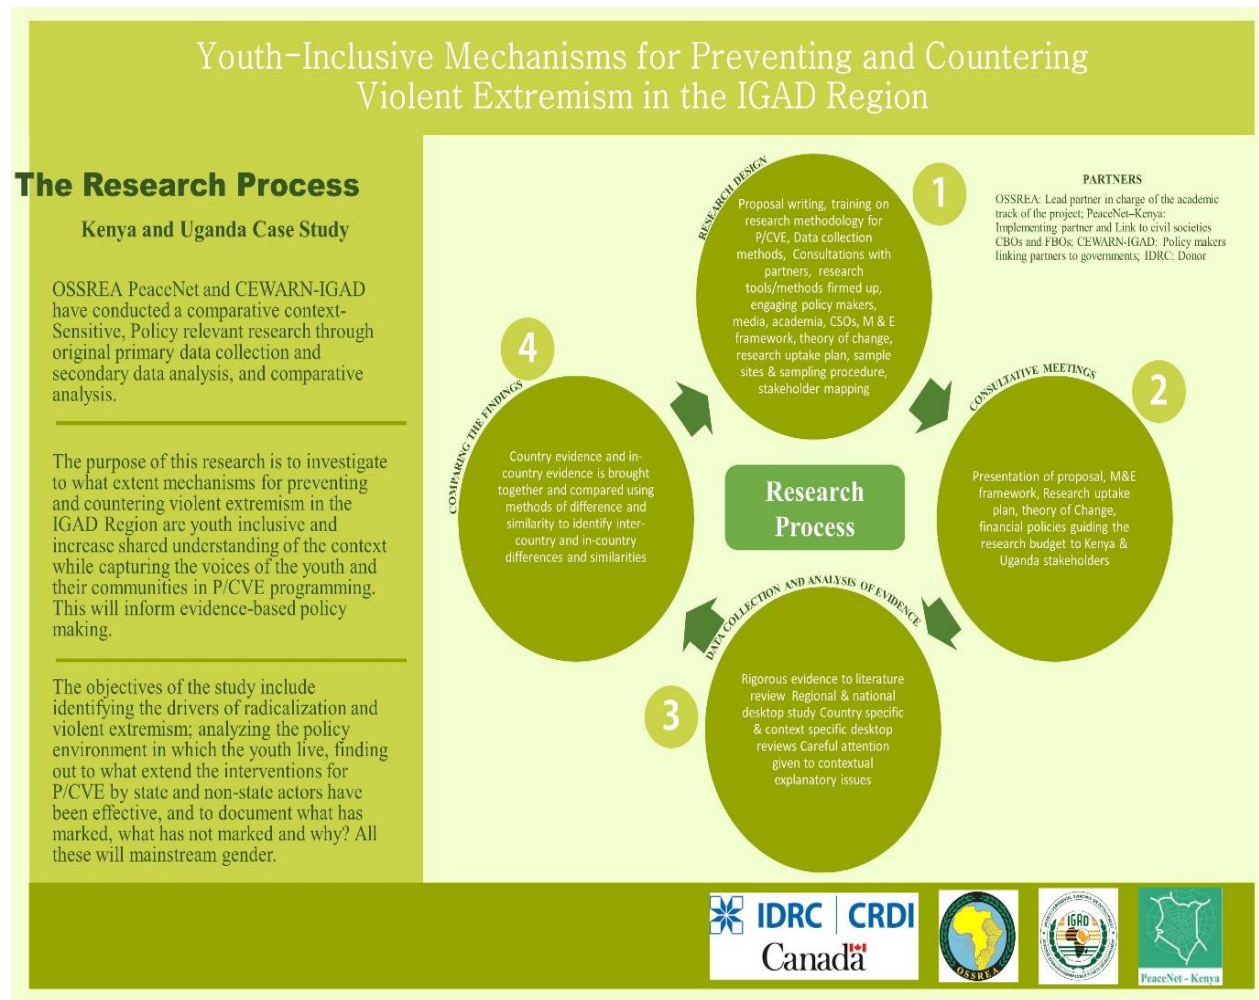 Youth-Inclusive Mechanisms for Preventing and Countering
Violent Extremism in the IGAD Region
The Research Process
Kenya and Uganda Case Study
OSSREA PeaceNet and CEWARN-IGAD
have conducted a comparative context-
Sensitive, Policy relevant research through
original primary data collection and
secondary data analysis, and comparative
analysis.
The purpose of this research is to investigate
to what extent mechanisms for preventing
and countering violent extremism in the
IGAD Region are youth inclusive and
increase shared understanding of the context
while capturing the voices of the youth and
their communities in P/CVE programming.
This will inform evidence-based policy
making.
The objectives of the study include
identifying the drivers of radicalization and
violent extremism; analyzing the policy
environment in which the youth live, finding
out to what extend the interventions for
P/CVE by state and non-state actors have
been effective, and to document what has
marked, what has not marked and why? All
these will mainstream gender.
RESEARCH DESIGN
1
Proposal writing, training on
research methodology for
P/CVE, Data collection
methods, Consultations with
partners, research
tools/methods firmed up,
engaging policy makers,
media, academia, CSOs, M & E
framework, theory of change,
research uptake plan, sample
sites & sampling procedure,
stakeholder mapping
PARTNERS
OSSREA: Lead partner in charge of the academic
track of the project; PeaceNet–Kenya:
Implementing partner and Link to civil societies
CBOs and FBOs; CEWARN-IGAD: Policy makers
linking partners to governments; IDRC: Donor
CONSULTATIVE MEETINGS
2
Presentation of proposal, M&E
framework, Research uptake
plan, theory of Change,
financial policies guiding the
research budget to Kenya &
Uganda stakeholders
Research
Process
DATA COLLECTION AND ANALYSIS OF EVIDENCE
3
Rigorous evidence to literature
review Regional & national
desktop study Country specific
& context specific desktop
reviews Careful attention
given to contextual
explanatory issues
COMPARING THE FINDINGS
4
Country evidence and in-
country evidence is brought
together and compared using
methods of difference and
similarity to identify inter-
country and in-country
differences and similarities
IDRC | CRDI
Canada
OSSREA
IGAD
PeaceNet - Kenya